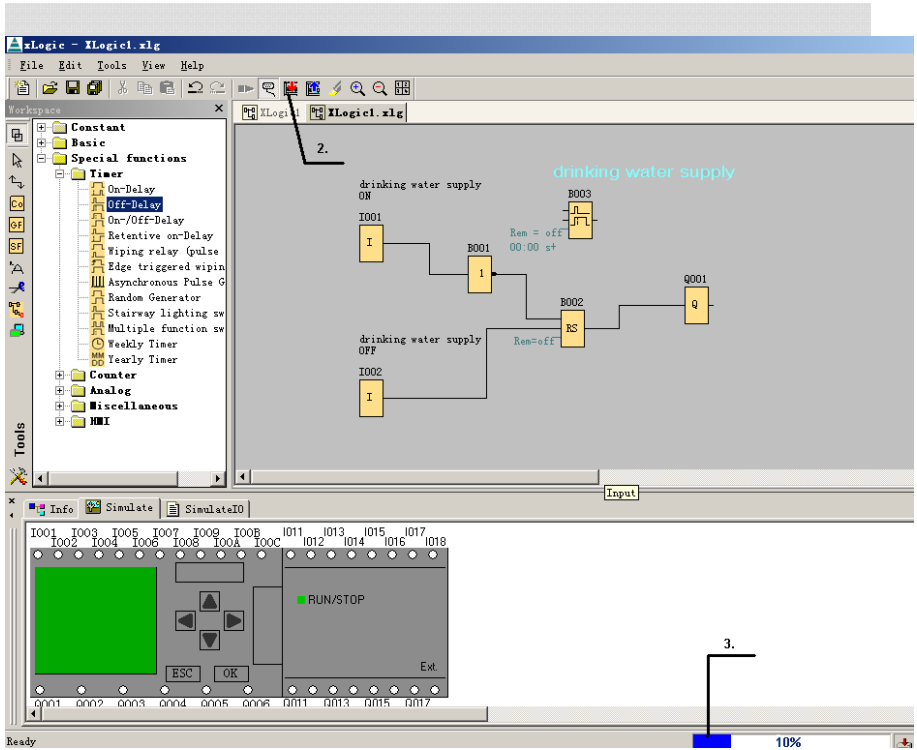 xLogic - XLogic1.xlg
File Edit Tools View Help
Workspace
XLogic1 XLogic1.xlg
Constant
Basic
Special functions
Timer
On-Delay
Off-Delay
On-/Off-Delay
Retentive on-Delay
Wiping relay (pulse
Edge triggered wipin
Asynchronous Pulse G
Random Generator
Stairway lighting sw
Multiple function sw
Weekly Timer
MM
DD Yearly Timer
Counter
Analog
Miscellaneous
HMI
Co
GF
SF
Tools
2.
drinking water supply
drinking water supply
ON
I001
I
B003
Rem = off
00:00 s+
B001
1
Q001
Q
B002
RS
Rem=off
drinking water supply
OFF
I002
I
Input
Info Simulate SimulateIO
I001 I003 I005 I007 I009 I00B I011 I013 I015 I017
I002 I004 I006 I008 I00A I00C I012 I014 I016 I018
RUN/STOP
ESC OK
Ext.
Q001 Q002 Q003 Q004 Q005 Q006 Q011 Q013 Q015 Q017
3.
Ready
10%